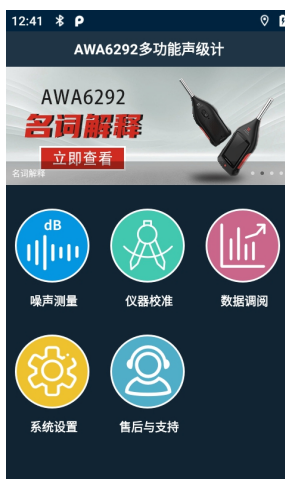 12:41
AWA6292多功能声级计
AWA6292
名词解释
立即查看
名词解释
dB
噪声测量
仪器校准
数据调阅
系统设置
售后与支持